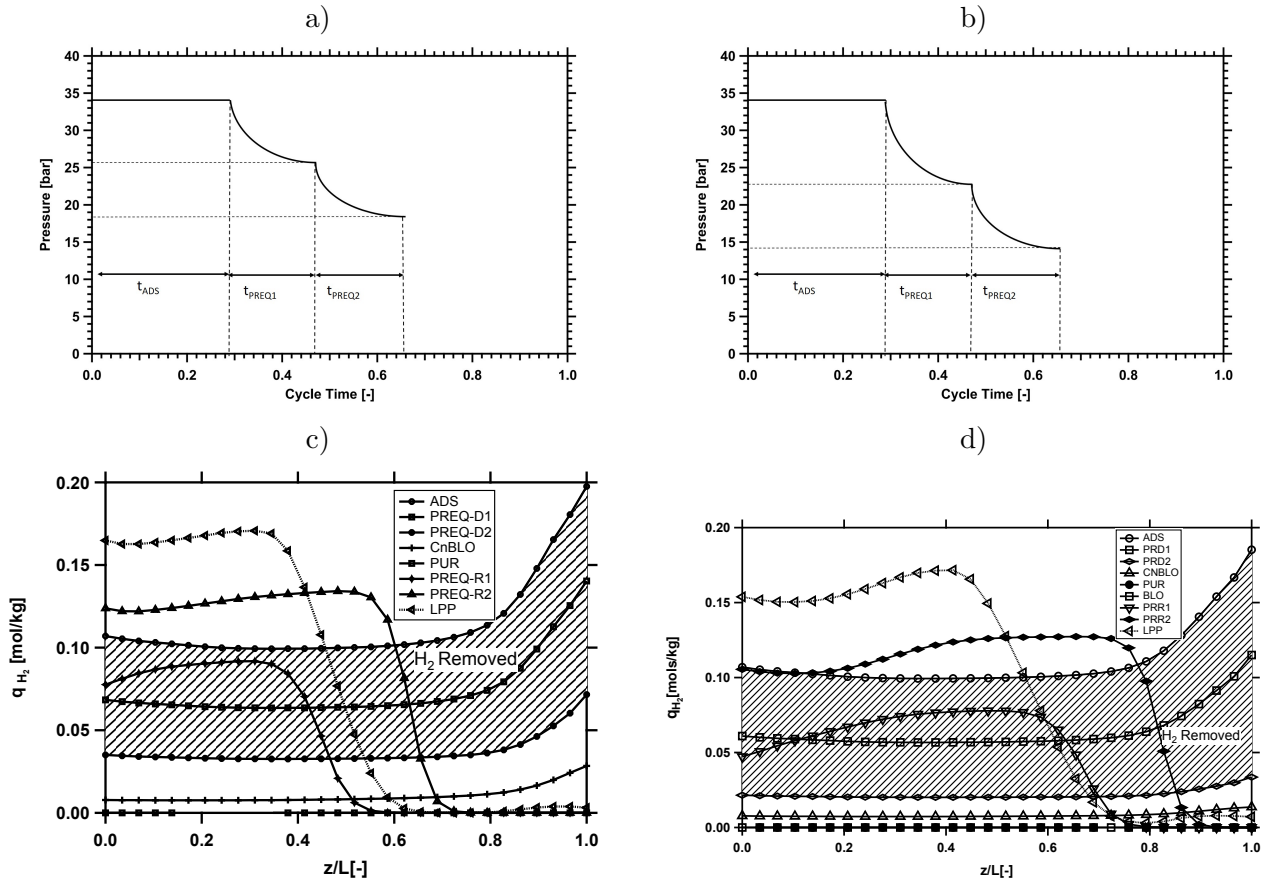 a)
b)
40
35
30
25
20
15
10
5
0
Pressure [bar]
t_ADS
t_PREQ1
t_PREQ2
0.0 0.2 0.4 0.6 0.8 1.0
Cycle Time [-]
40
35
30
25
20
15
10
5
0
Pressure [bar]
t_ADS
t_PREQ1
t_PREQ2
0.0 0.2 0.4 0.6 0.8 1.0
Cycle Time [-]
c)
d)
0.20
0.15
0.10
0.05
0.00
q H2 [mol/kg]
ADS
PREQ-D1
PREQ-D2
CnBLO
PUR
PREQ-R1
PREQ-R2
LPP
H2 Removed
0.0 0.2 0.4 0.6 0.8 1.0
z/L[-]
0.20
0.15
0.10
0.05
0.00
qH2[mols/kg]
ADS
PRD1
PRD2
CNBLO
PUR
BLO
PRR1
PRR2
LPP
H2 Removed
0.0 0.2 0.4 0.6 0.8 1.0
z/L[-]